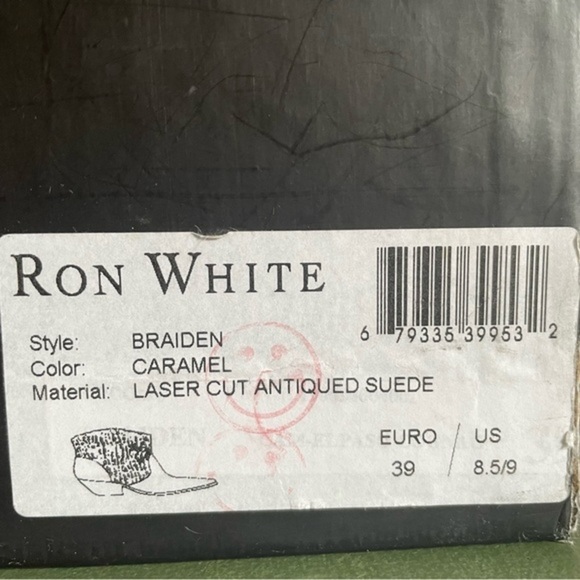 RON WHITE
6 79335 39953 2
Style: BRAIDEN
Color: CARAMEL
Material: LASER CUT ANTIQUED SUEDE
EURO / US
39 8.5/9